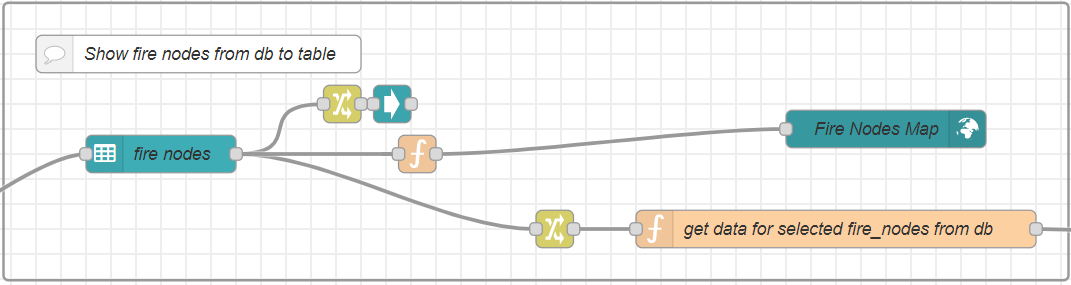 Show fire nodes from db to table
Fire Nodes Map
fire nodes
get data for selected fire_nodes from db